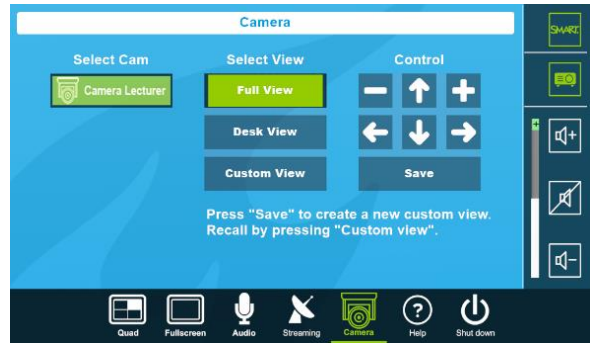 Camera
SMART
Select Cam
Select View
Control
Camera Lecturer
Full View
Desk View
Custom View
Save
Press "Save" to create a new custom view.
Recall by pressing "Custom view".
Quad
Fullscreen
Audio
Streaming
Camera
Help
Shut down